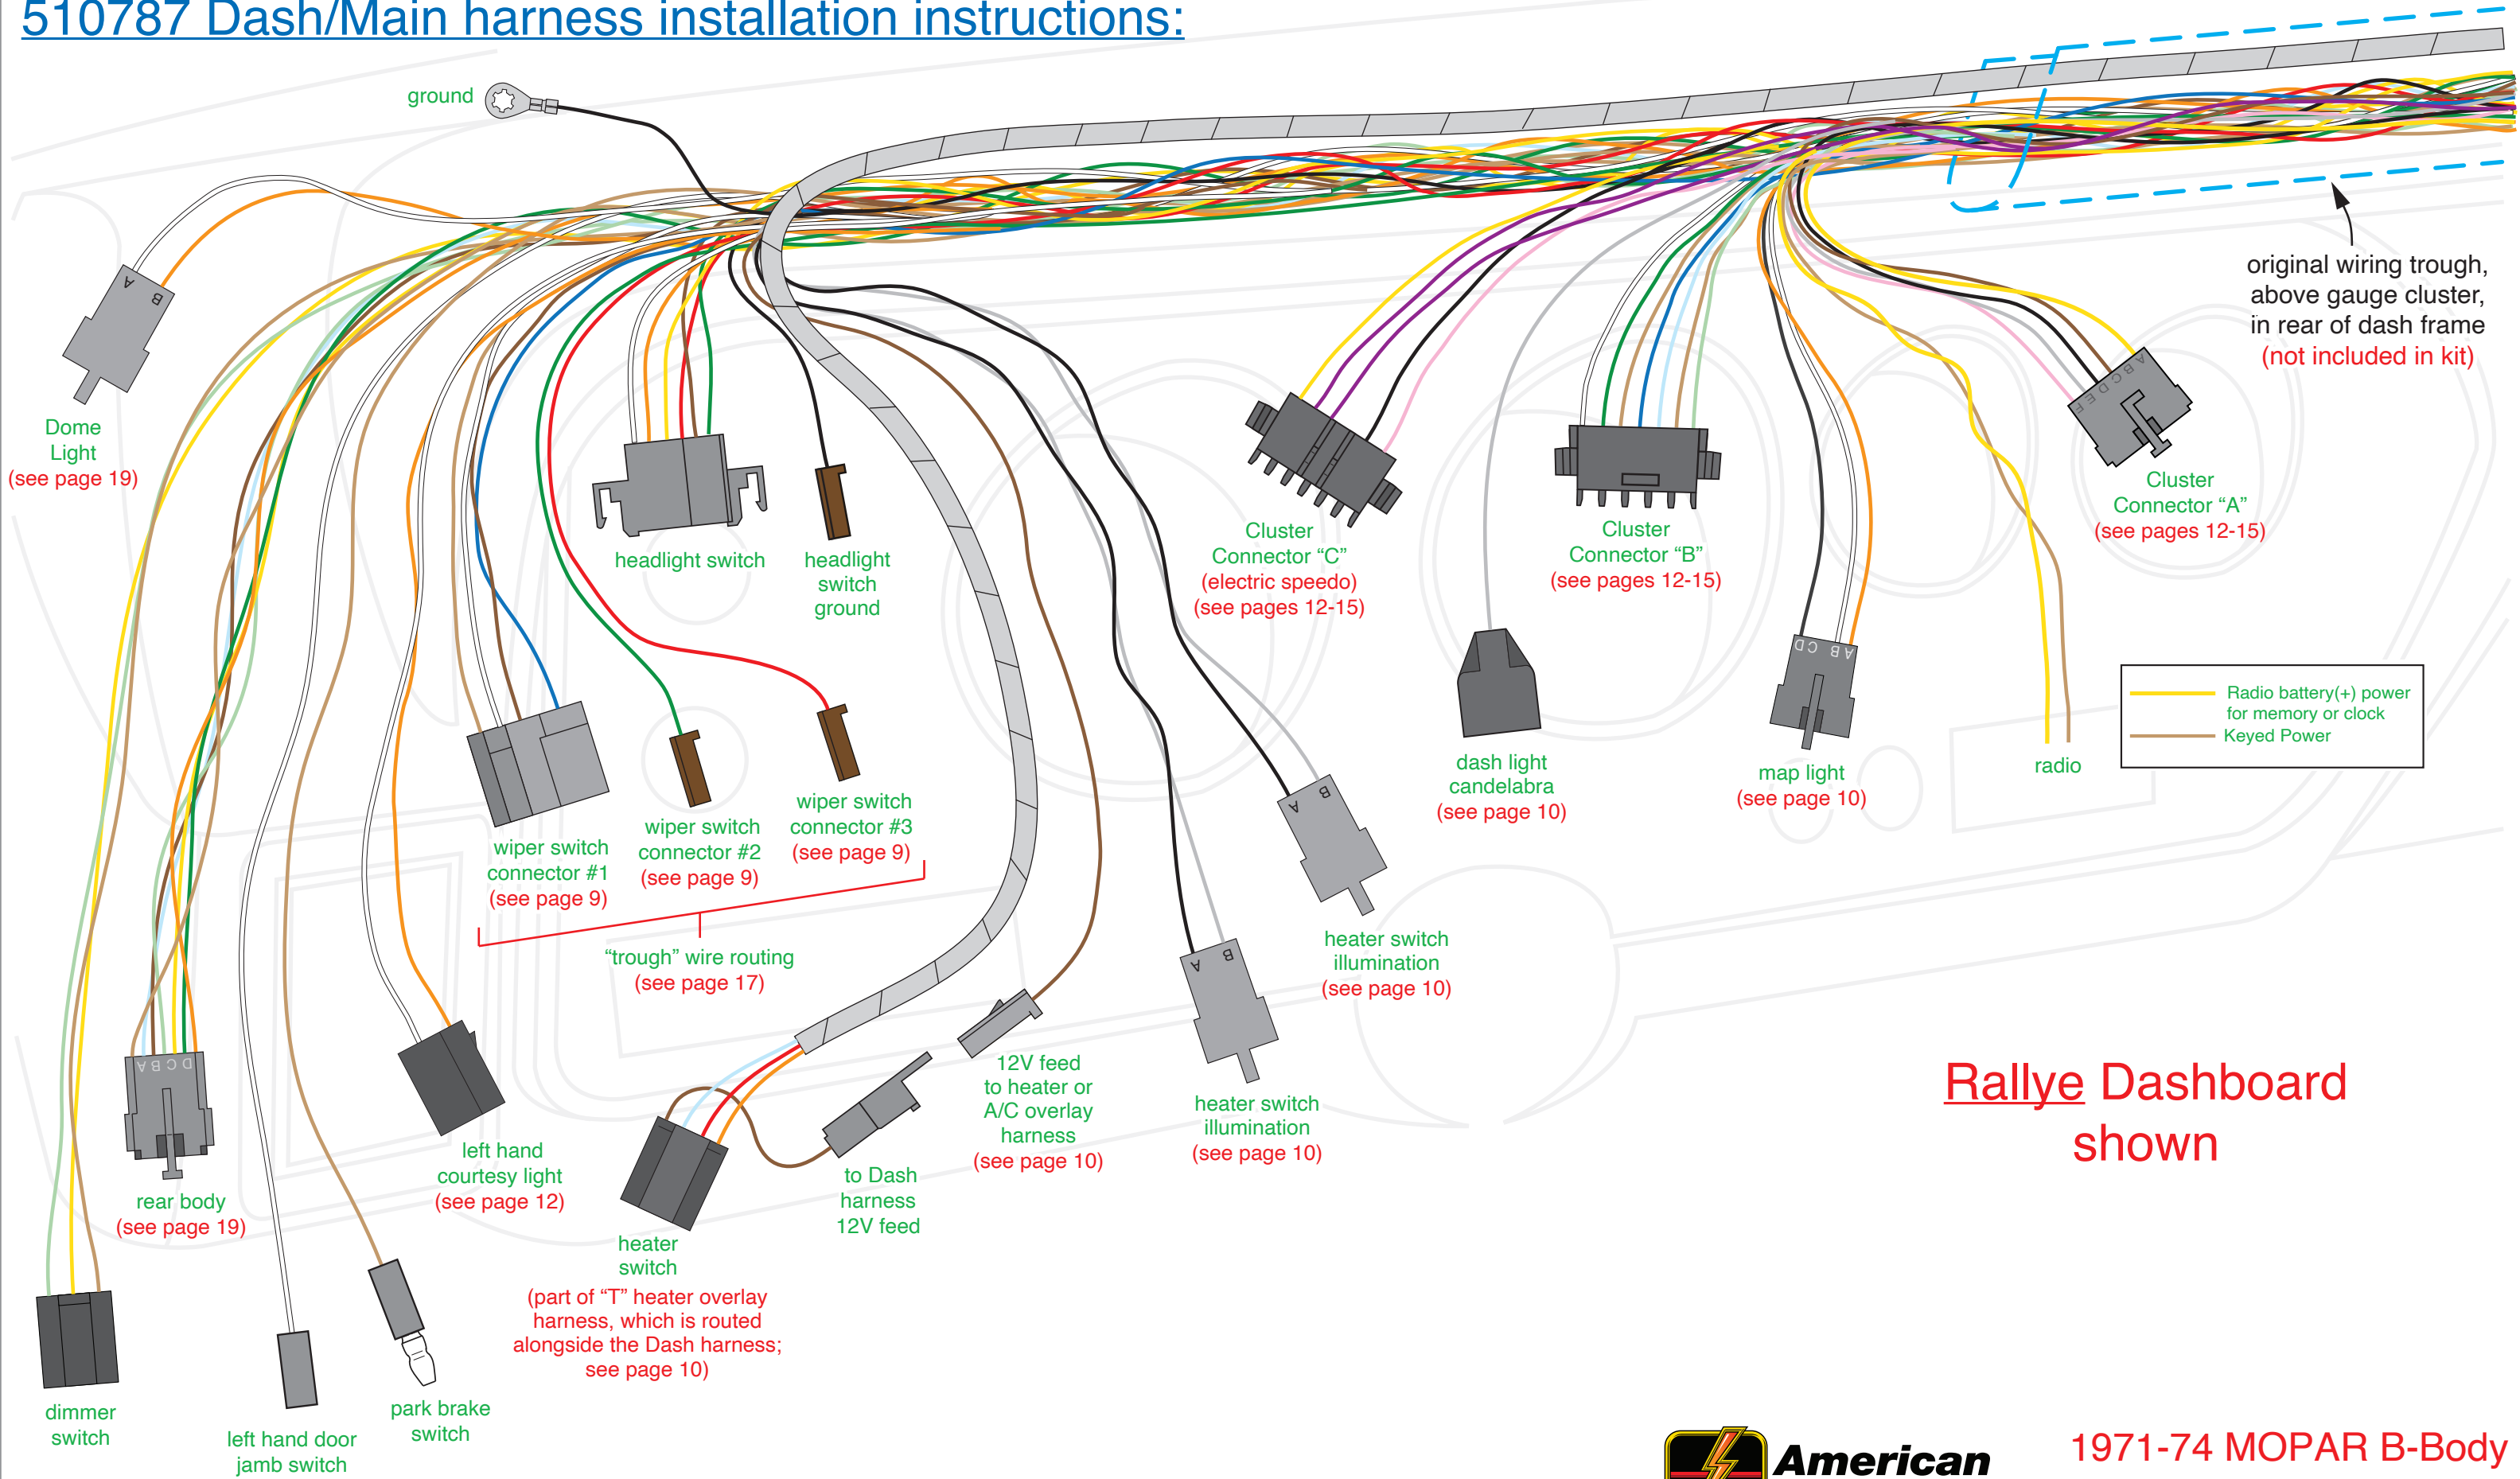 510787 Dash/Main harness installation instructions:
ground
original wiring trough,
above gauge cluster,
in rear of dash frame
(not included in kit)
A
B
Dome
Light
(see page 19)
headlight switch
headlight
switch
ground
Cluster
Connector “C”
(electric speedo)
(see pages 12-15)
Cluster
Connector “B”
(see pages 12-15)
A B C D E F
Cluster
Connector “A”
(see pages 12-15)
Radio battery(+) power
for memory or clock
Keyed Power
radio
D C B A
map light
(see page 10)
dash light
candelabra
(see page 10)
wiper switch
connector #1
(see page 9)
wiper switch
connector #2
(see page 9)
wiper switch
connector #3
(see page 9)
“trough” wire routing
(see page 17)
A
B
heater switch
illumination
(see page 10)
A
B
heater switch
illumination
(see page 10)
12V feed
to heater or
A/C overlay
harness
(see page 10)
to Dash
harness
12V feed
heater
switch
(part of “T” heater overlay
harness, which is routed
alongside the Dash harness;
see page 10)
left hand
courtesy light
(see page 12)
A B C D
rear body
(see page 19)
dimmer
switch
left hand door
jamb switch
park brake
switch
Rallye Dashboard
shown
American
1971-74 MOPAR B-Body